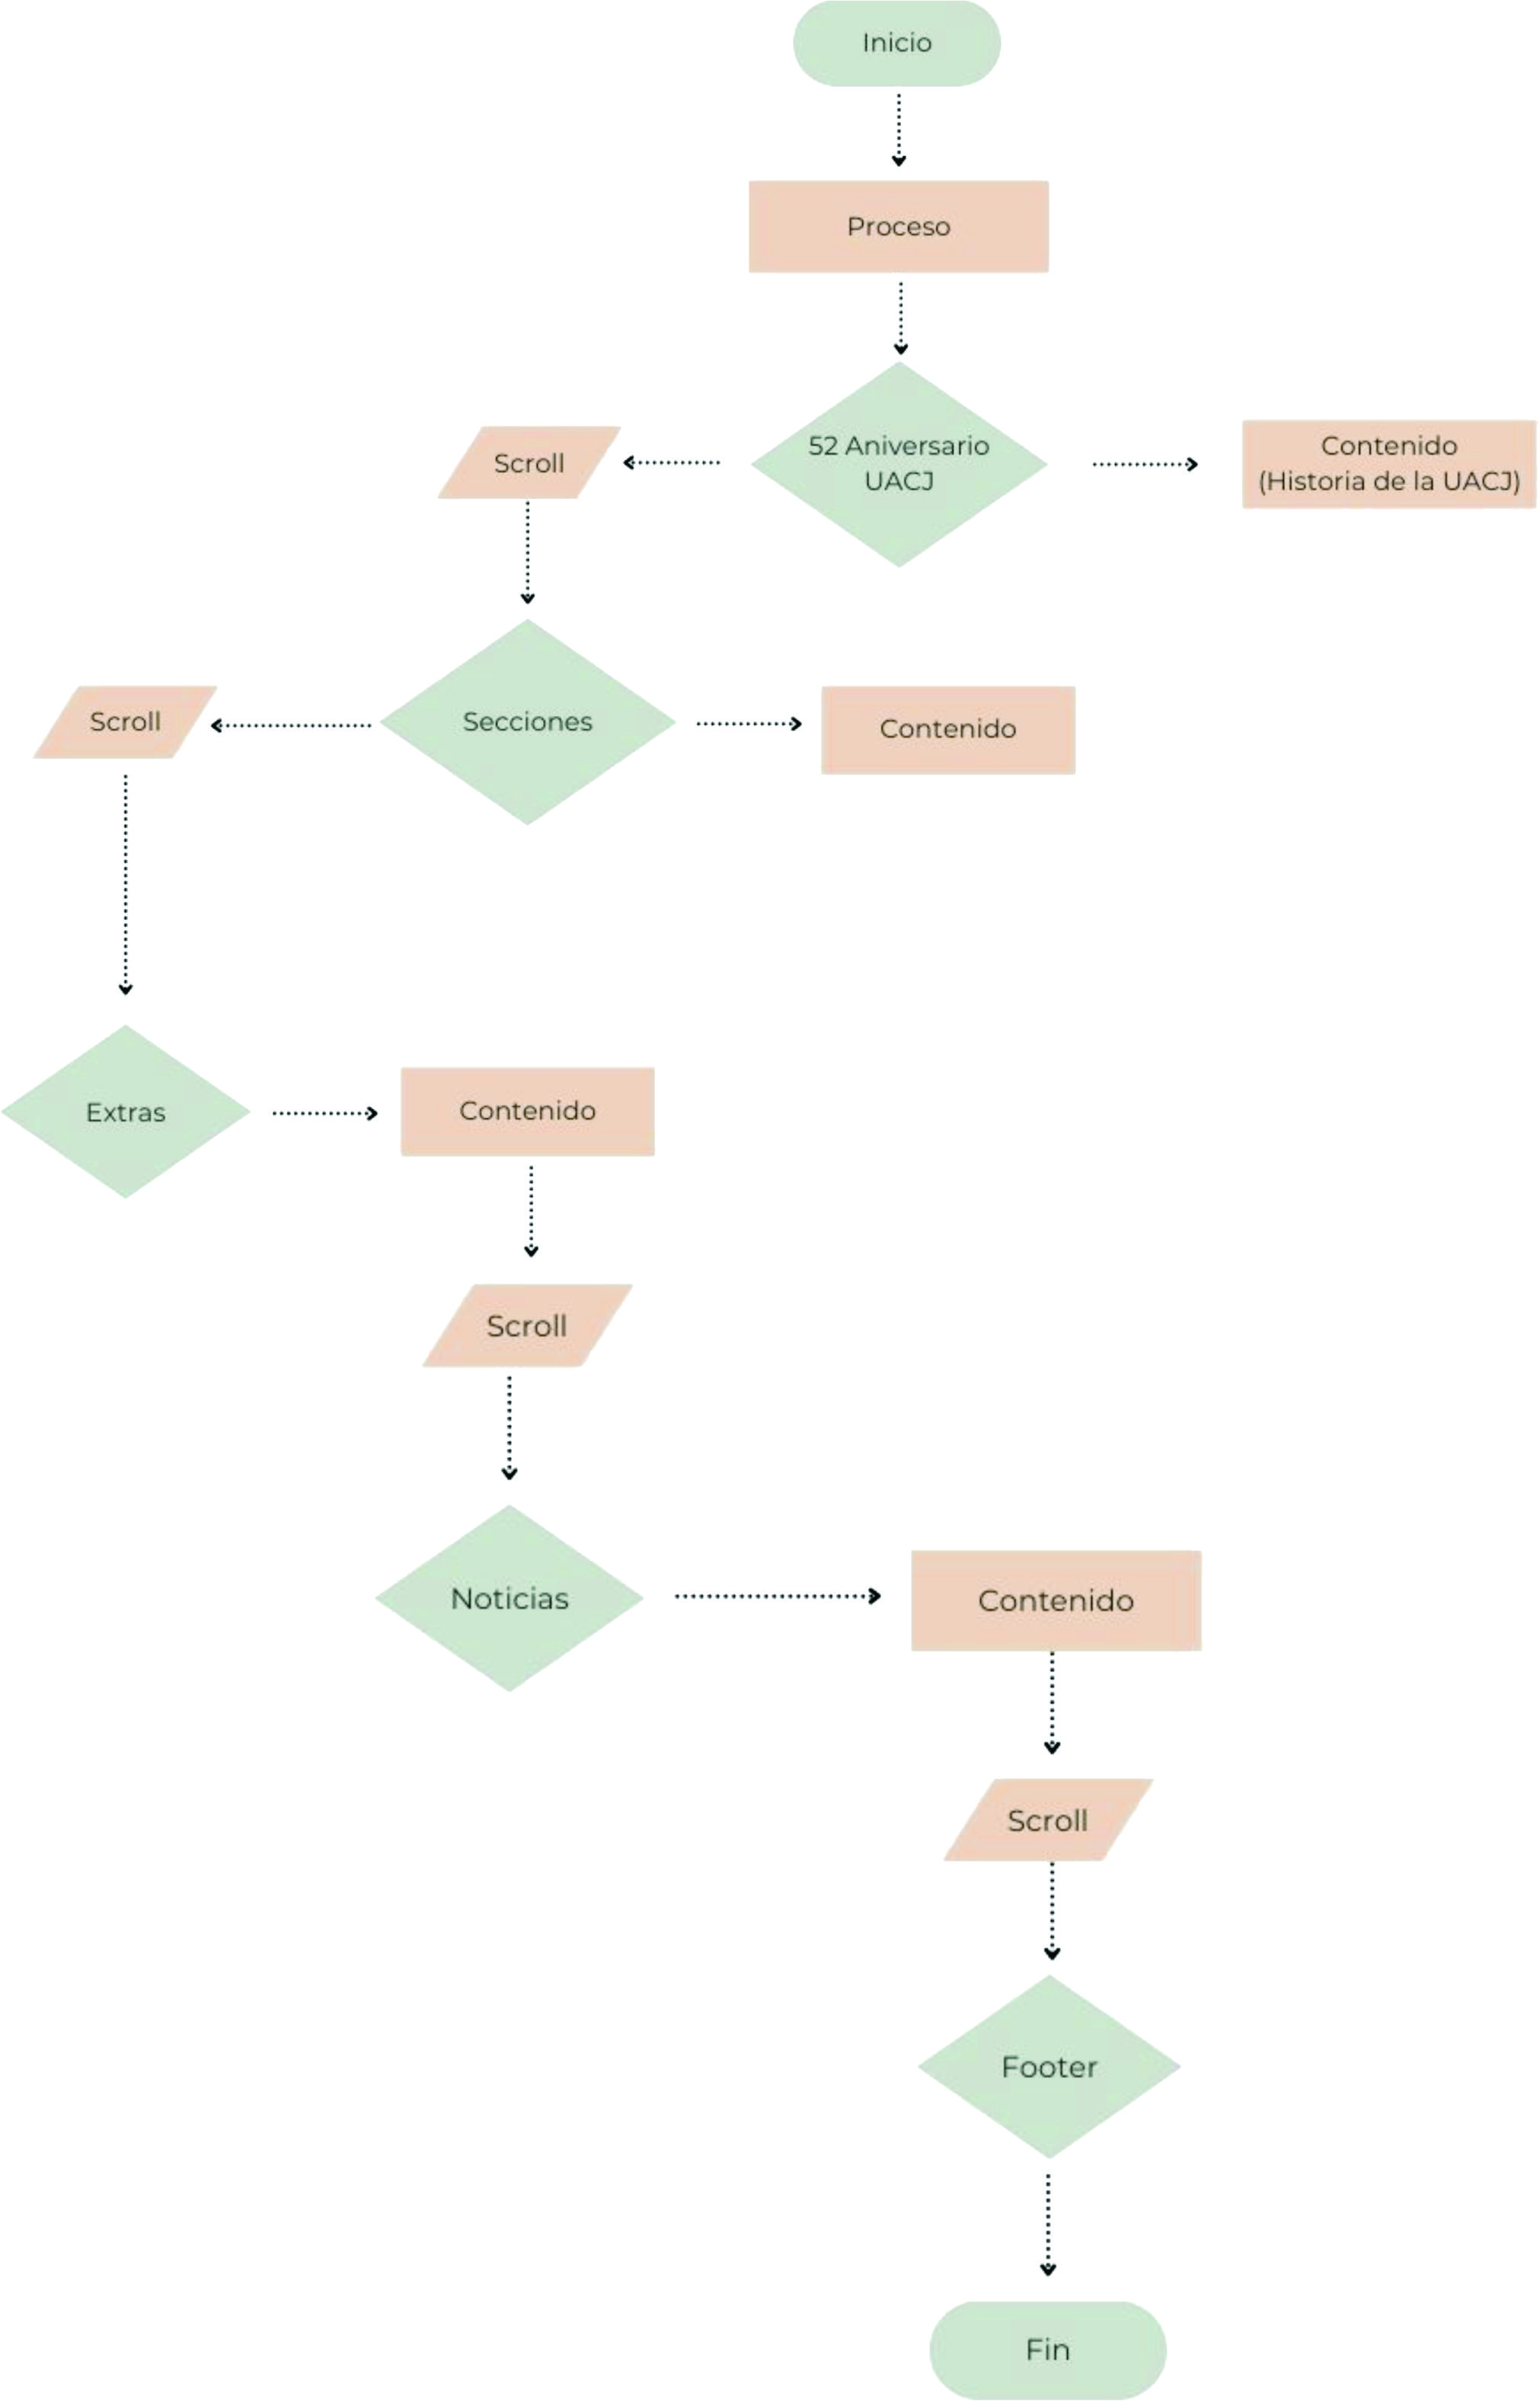 Inicio
Proceso
52 Aniversario
UACJ
Scroll
Contenido
(Historia de la UACJ)
Scroll
Secciones
Contenido
Extras
Contenido
Scroll
Noticias
Contenido
Scroll
Footer
Fin